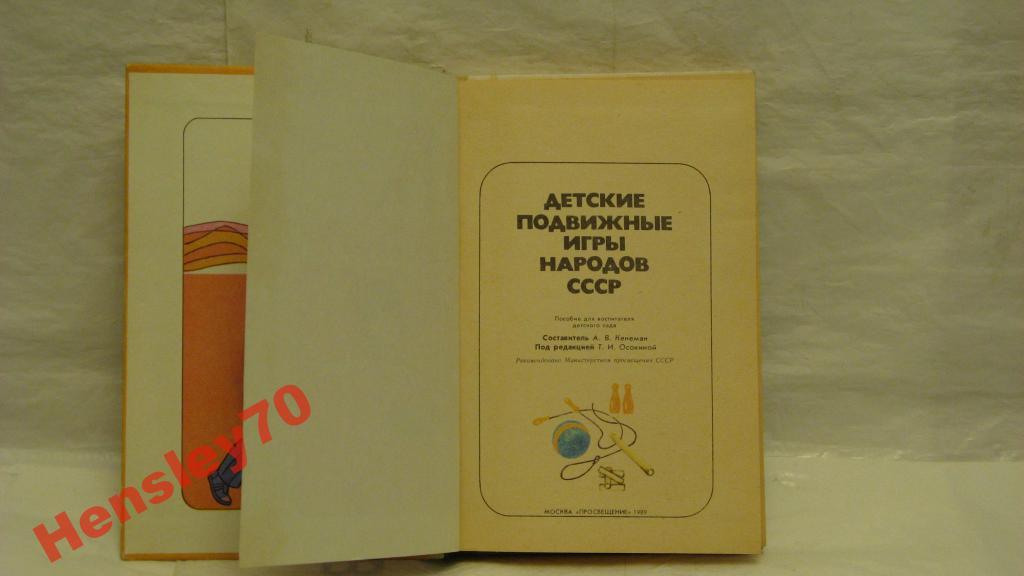 ДЕТСКИЕ
ПОДВИЖНЫЕ
ИГРЫ
НАРОДОВ
СССР
Пособие для воспитателя
детского сада
Составитель А. В. Кенеман
Под редакцией Т. И. Осокиной
Рекомендовано Министерством просвещения СССР
МОСКВА «ПРОСВЕЩЕНИЕ» 1989
Hensley70